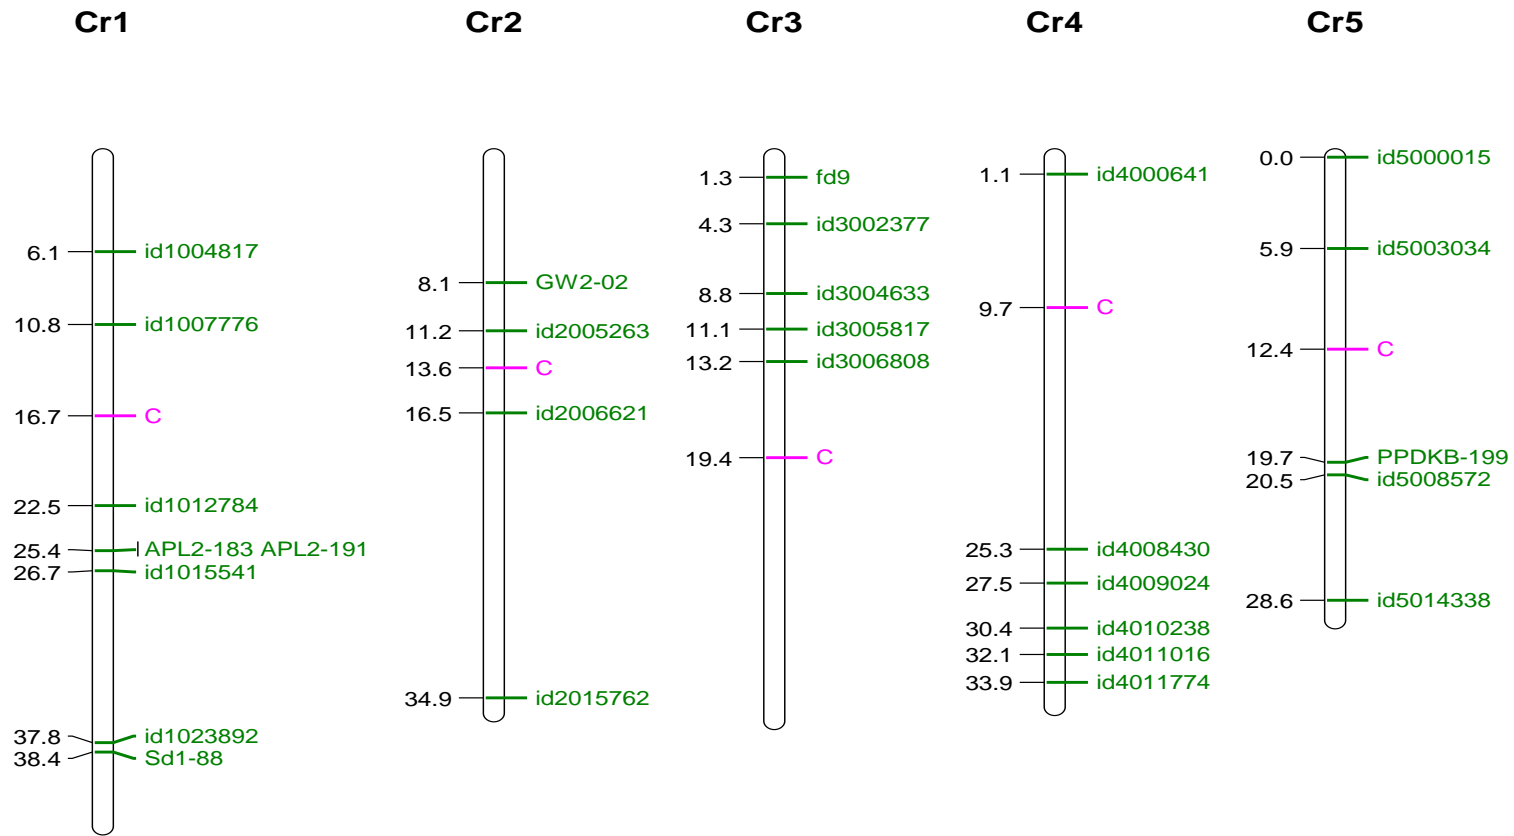 Cr1 Cr2 Cr3 Cr4 Cr5
6.1 id1004817
10.8 id1007776
16.7 C
22.5 id1012784
25.4 APL2-183 APL2-191
26.7 id1015541
37.8 id1023892
38.4 Sd1-88
8.1 GW2-02
11.2 id2005263
13.6 C
16.5 id2006621
34.9 id2015762
1.3 fd9
4.3 id3002377
8.8 id3004633
11.1 id3005817
13.2 id3006808
19.4 C
1.1 id4000641
9.7 C
25.3 id4008430
27.5 id4009024
30.4 id4010238
32.1 id4011016
33.9 id4011774
0.0 id5000015
5.9 id5003034
12.4 C
19.7 PPDKB-199
20.5 id5008572
28.6 id5014338